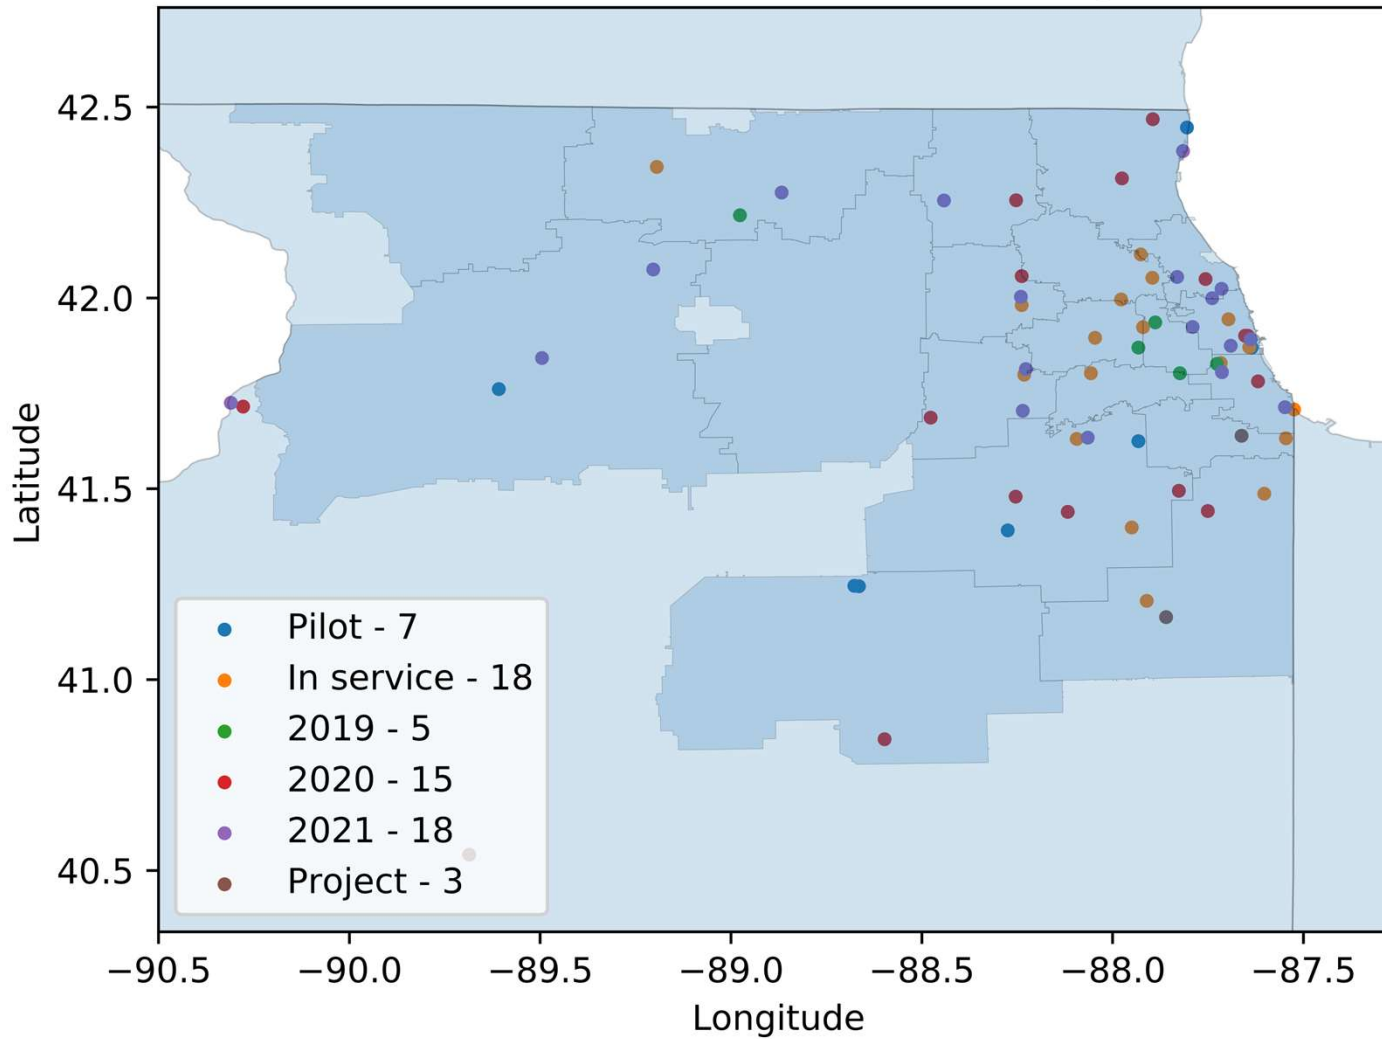 42.5
42.0
41.5
41.0
40.5
Latitude
Pilot - 7
In service - 18
2019 - 5
2020 - 15
2021 - 18
Project - 3
−90.5 −90.0 −89.5 −89.0 −88.5 −88.0 −87.5
Longitude